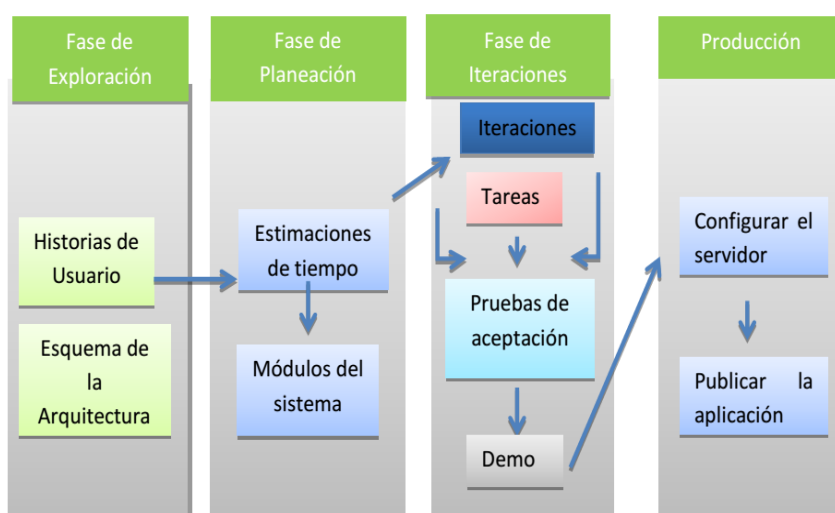 Fase de
Exploración
Historias de
Usuario
Esquema de
la
Arquitectura
Fase de
Planeación
Estimaciones
de tiempo
Módulos del
sistema
Fase de
Iteraciones
Iteraciones
Tareas
Pruebas de
aceptación
Demo
Producción
Configurar el
servidor
Publicar la
aplicación